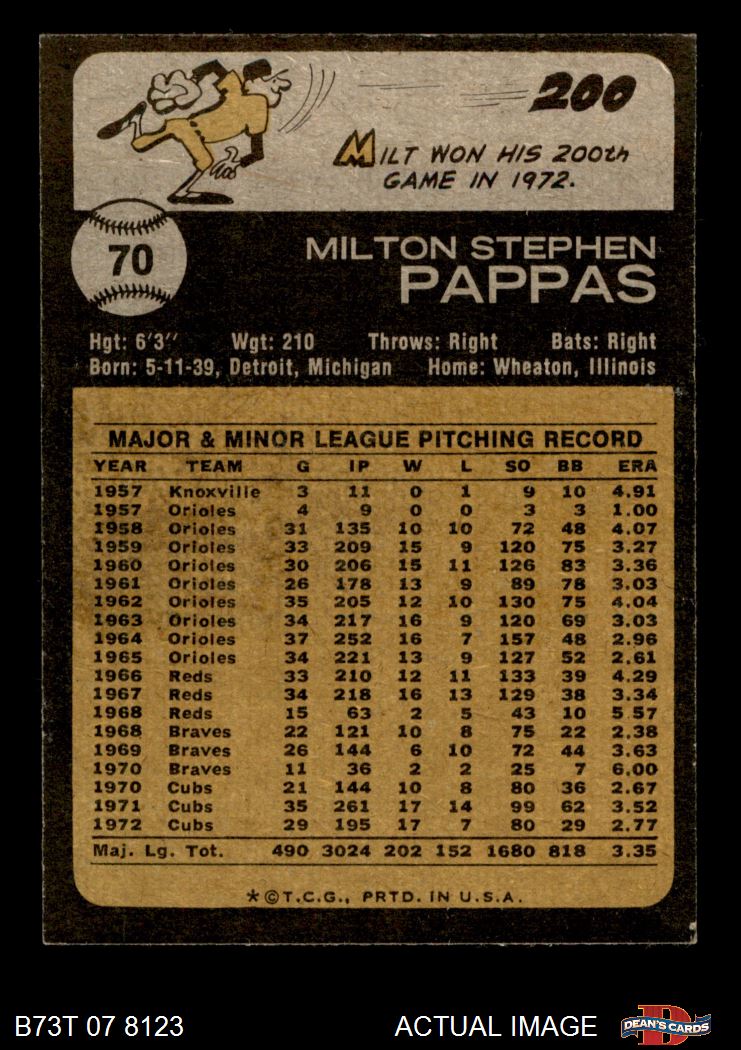 200
MILT WON HIS 200th
GAME IN 1972.
70
MILTON STEPHEN
PAPPAS
Hgt: 6'3" Wgt: 210 Throws: Right Bats: Right
Born: 5-11-39, Detroit, Michigan Home: Wheaton, Illinois
MAJOR & MINOR LEAGUE PITCHING RECORD
YEAR TEAM G IP W L SO BB ERA
1957 Knoxville 3 11 0 1 9 10 4.91
1957 Orioles 4 9 0 0 3 3 1.00
1958 Orioles 31 135 10 10 72 48 4.07
1959 Orioles 33 209 15 9 120 75 3.27
1960 Orioles 30 206 15 11 126 83 3.36
1961 Orioles 26 178 13 9 89 78 3.03
1962 Orioles 35 205 12 10 130 75 4.04
1963 Orioles 34 217 16 9 120 69 3.03
1964 Orioles 37 252 16 7 157 48 2.96
1965 Orioles 34 221 13 9 127 52 2.61
1966 Reds 33 210 12 11 133 39 4.29
1967 Reds 34 218 16 13 129 38 3.34
1968 Reds 15 63 2 5 43 10 5.57
1968 Braves 22 121 10 8 75 22 2.38
1969 Braves 26 144 6 10 72 44 3.63
1970 Braves 11 36 2 2 25 7 6.00
1970 Cubs 21 144 10 8 80 36 2.67
1971 Cubs 35 261 17 14 99 62 3.52
1972 Cubs 29 195 17 7 80 29 2.77
Maj. Lg. Tot. 490 3024 202 152 1680 818 3.35
*©T.C.G., PRTD. IN U.S.A.
B73T 07 8123 ACTUAL IMAGE D DEAN'S CARDS